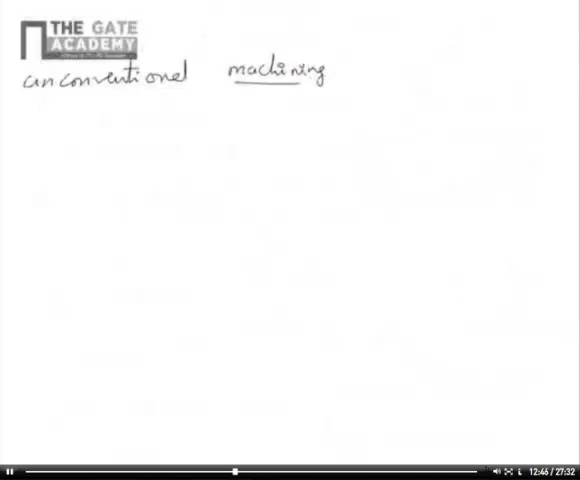 THE GATE
ACADEMY
unconventional machining
12:46 / 27:32